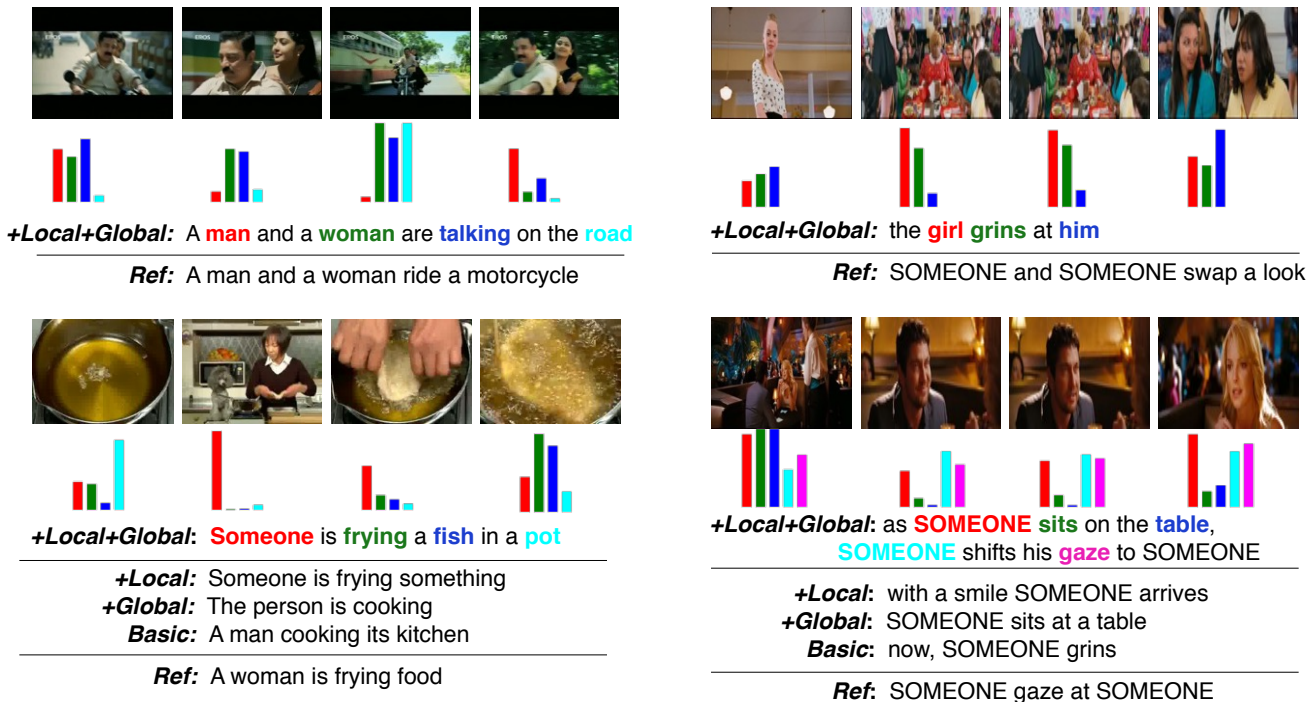 EROS
EROS
EROS
EROS
+Local+Global: A man and a woman are talking on the road
Ref: A man and a woman ride a motorcycle
+Local+Global: the girl grins at him
Ref: SOMEONE and SOMEONE swap a look
+Local+Global: Someone is frying a fish in a pot
+Local: Someone is frying something
+Global: The person is cooking
Basic: A man cooking its kitchen
Ref: A woman is frying food
+Local+Global: as SOMEONE sits on the table,
SOMEONE shifts his gaze to SOMEONE
+Local: with a smile SOMEONE arrives
+Global: SOMEONE sits at a table
Basic: now, SOMEONE grins
Ref: SOMEONE gaze at SOMEONE